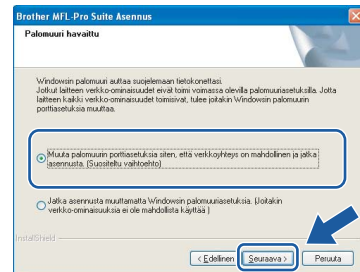 Brother MFL-Pro Suite Asennus
Palomuuri havaittu
Windowsin palomuuri auttaa suojelemaan tietokonettasi.
Jotkut laitteen verkko-ominaisuudet eivät toimi voimassa olevilla palomuuriasetuksilla. Jotta
laitteen kaikki verkko-ominaisuudet toimisivat, tulee joitakin Windowsin palomuurin
porttiasetuksia muuttaa.
Muuta palomuurin porttiasetuksia siten, että verkkoyhteys on mahdollinen ja jatka
asennusta. (Suositeltu vaihtoehto)
Jatka asennusta muuttamatta Windowsin palomuuriasetuksia. (Joitakin
verkko-ominaisuuksia ei ole mahdollista käyttää )
InstallShield
< Edellinen Seuraava > Peruuta